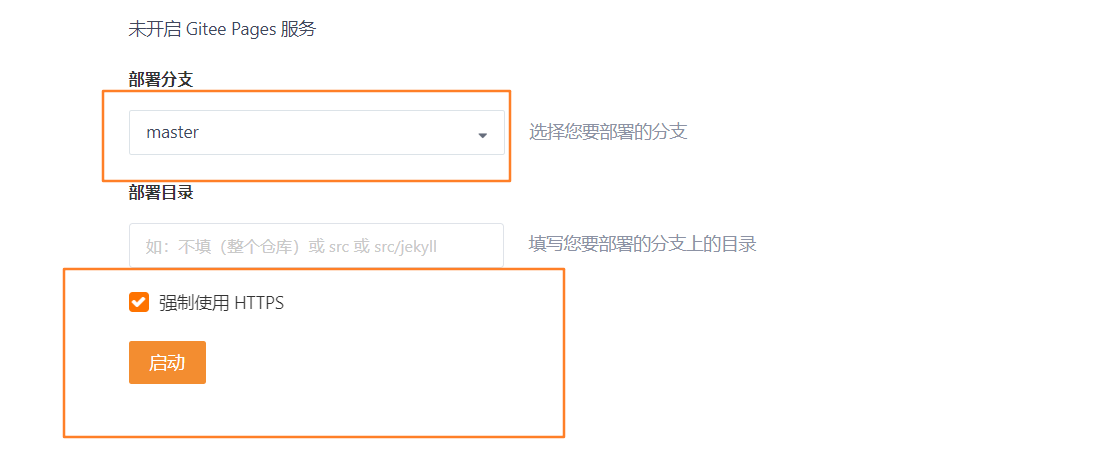 未开启 Gitee Pages 服务
部署分支
master
选择您要部署的分支
部署目录
如：不填（整个仓库）或 src 或 src/jekyll
填写您要部署的分支上的目录
强制使用 HTTPS
启动